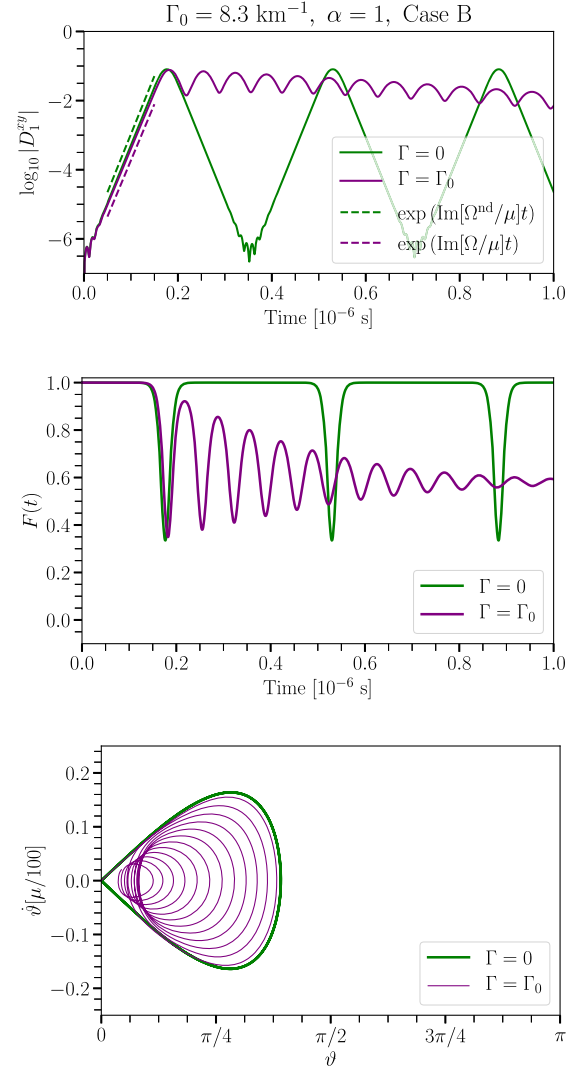 Γ₀ = 8.3 km⁻¹, α = 1, Case B
0
−2
−4
−6
log₁₀ |D₁ˣʸ|
Γ = 0
Γ = Γ₀
exp (Im[Ωⁿᵈ/μ]t)
exp (Im[Ω/μ]t)
0.0 0.2 0.4 0.6 0.8 1.0
Time [10⁻⁶ s]
1.0
0.8
0.6
0.4
0.2
0.0
F(t)
Γ = 0
Γ = Γ₀
0.0 0.2 0.4 0.6 0.8 1.0
Time [10⁻⁶ s]
0.2
0.1
0.0
−0.1
−0.2
ϑ̇[μ/100]
Γ = 0
Γ = Γ₀
0 π/4 π/2 3π/4 π
ϑ